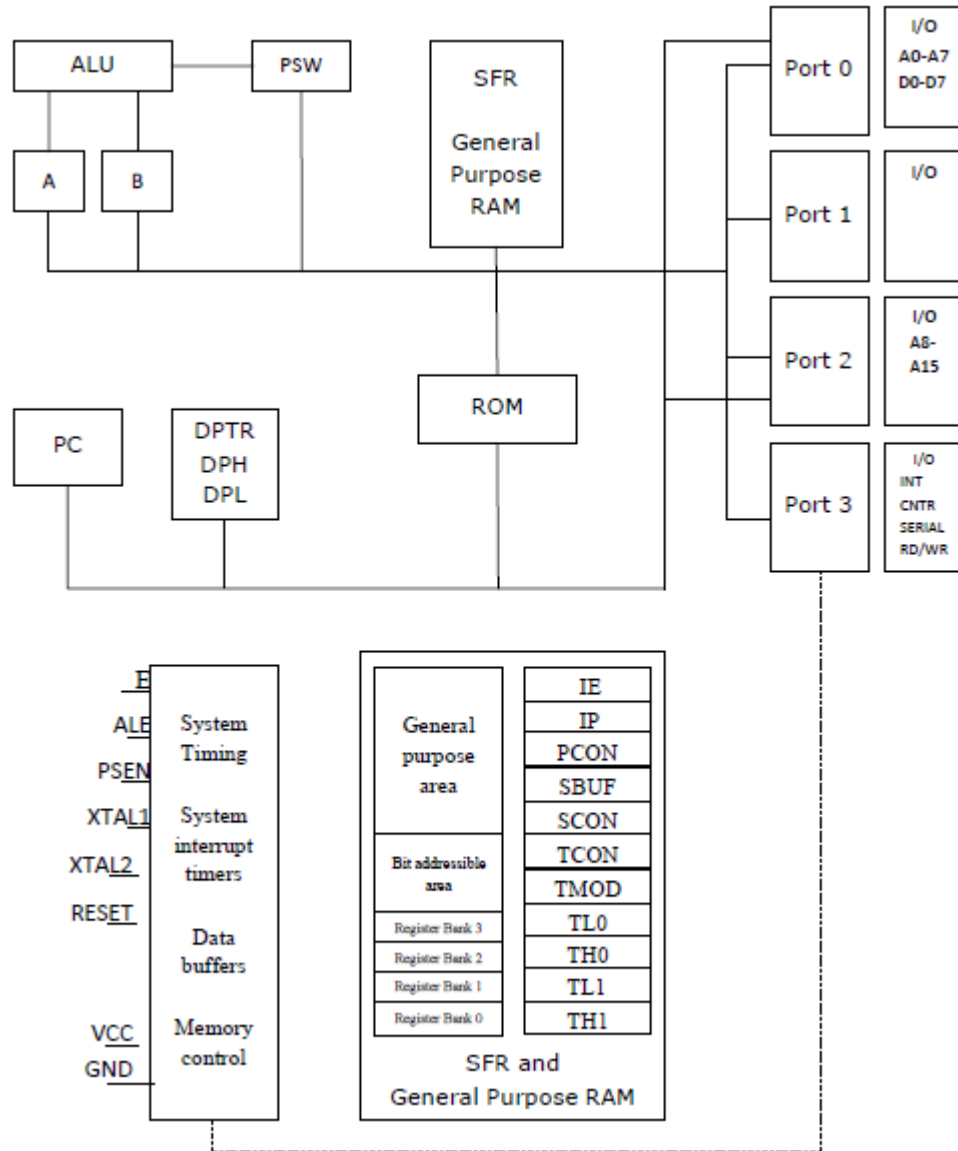 ALU
PSW
A
B
SFR
General
Purpose
RAM
Port 0
I/O
A0-A7
D0-D7
Port 1
I/O
Port 2
I/O
A8-
A15
ROM
PC
DPTR
DPH
DPL
Port 3
I/O
INT
CNTR
SERIAL
RD/WR
E
ALE
PSEN
XTAL1
XTAL2
RESET
VCC
GND
System
Timing
System
interrupt
timers
Data
buffers
Memory
control
General
purpose
area
Bit addressible
area
Register Bank 3
Register Bank 2
Register Bank 1
Register Bank 0
IE
IP
PCON
SBUF
SCON
TCON
TMOD
TL0
TH0
TL1
TH1
SFR and
General Purpose RAM